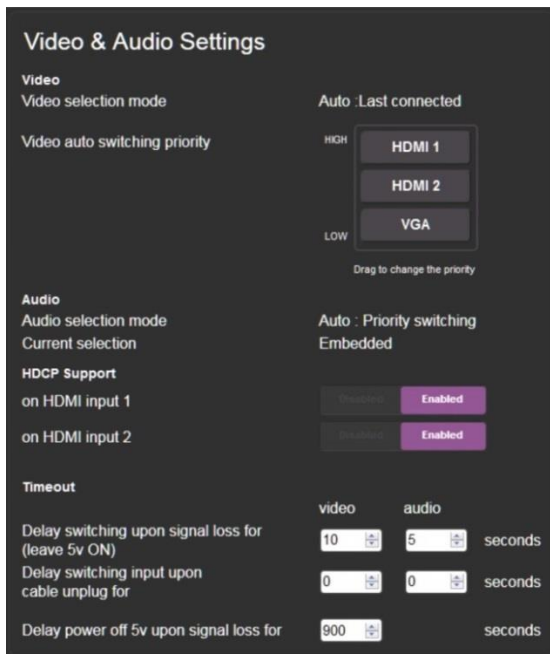 Video & Audio Settings
Video
Video selection mode Auto :Last connected
Video auto switching priority HIGH HDMI 1
HDMI 2
LOW VGA
Drag to change the priority
Audio
Audio selection mode Auto : Priority switching
Current selection Embedded
HDCP Support
on HDMI input 1 Disabled Enabled
on HDMI input 2 Disabled Enabled
Timeout
video audio
Delay switching upon signal loss for
(leave 5v ON) 10 5 seconds
Delay switching input upon
cable unplug for 0 0 seconds
Delay power off 5v upon signal loss for 900 seconds